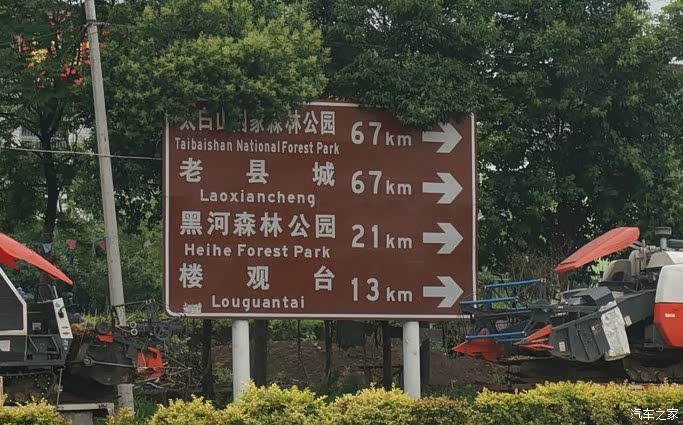 太白山国家森林公园 67km
Taibaishan National Forest Park
老县城 67km
Laoxiancheng
黑河森林公园 21km
Heihe Forest Park
楼观台 13km
Louguantai
汽车之家